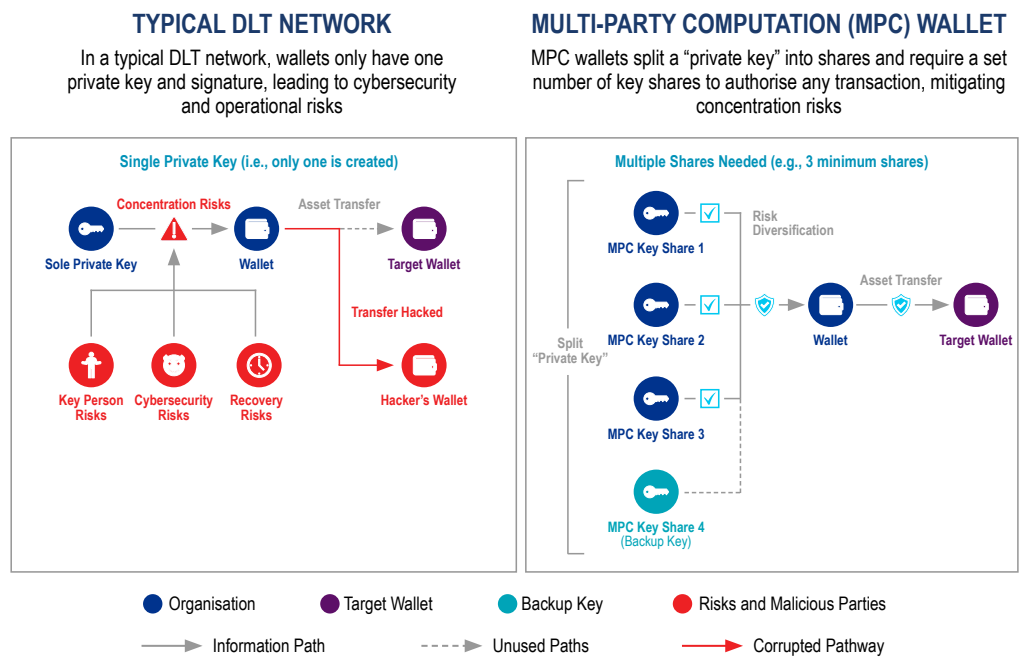 TYPICAL DLT NETWORK
In a typical DLT network, wallets only have one
private key and signature, leading to cybersecurity
and operational risks
Single Private Key (i.e., only one is created)
Concentration Risks
Asset Transfer
Sole Private Key
Wallet
Target Wallet
Transfer Hacked
Key Person
Risks
Cybersecurity
Risks
Recovery
Risks
Hacker's Wallet
MULTI-PARTY COMPUTATION (MPC) WALLET
MPC wallets split a “private key” into shares and require a set
number of key shares to authorise any transaction, mitigating
concentration risks
Multiple Shares Needed (e.g., 3 minimum shares)
MPC Key Share 1
Risk
Diversification
Asset Transfer
MPC Key Share 2
Wallet
Target Wallet
Split
“Private Key”
MPC Key Share 3
MPC Key Share 4
(Backup Key)
Organisation
Target Wallet
Backup Key
Risks and Malicious Parties
Information Path
Unused Paths
Corrupted Pathway